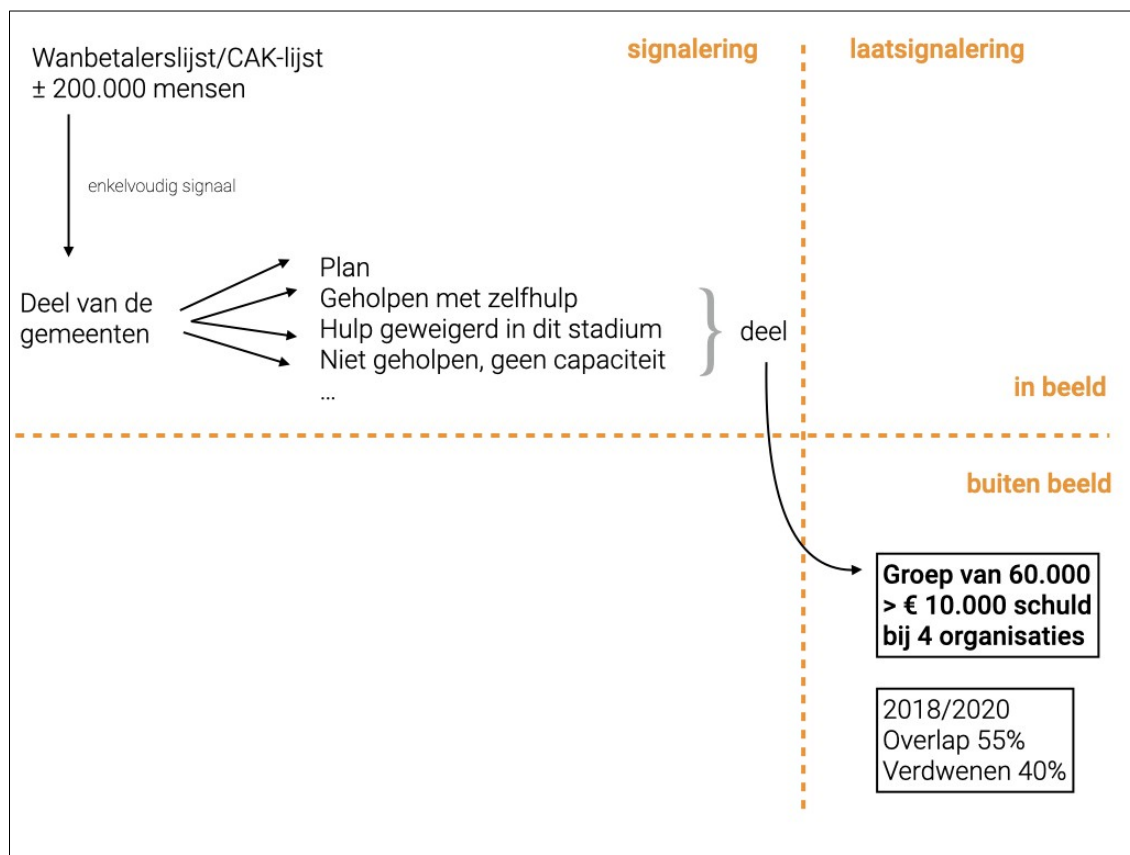 Wanbetalerslijst/CAK-lijst
± 200.000 mensen
signalering
laatsignalering
enkelvoudig signaal
Deel van de
gemeenten
Plan
Geholpen met zelfhulp
Hulp geweigerd in dit stadium
Niet geholpen, geen capaciteit
...
deel
in beeld
buiten beeld
Groep van 60.000
> € 10.000 schuld
bij 4 organisaties
2018/2020
Overlap 55%
Verdwenen 40%